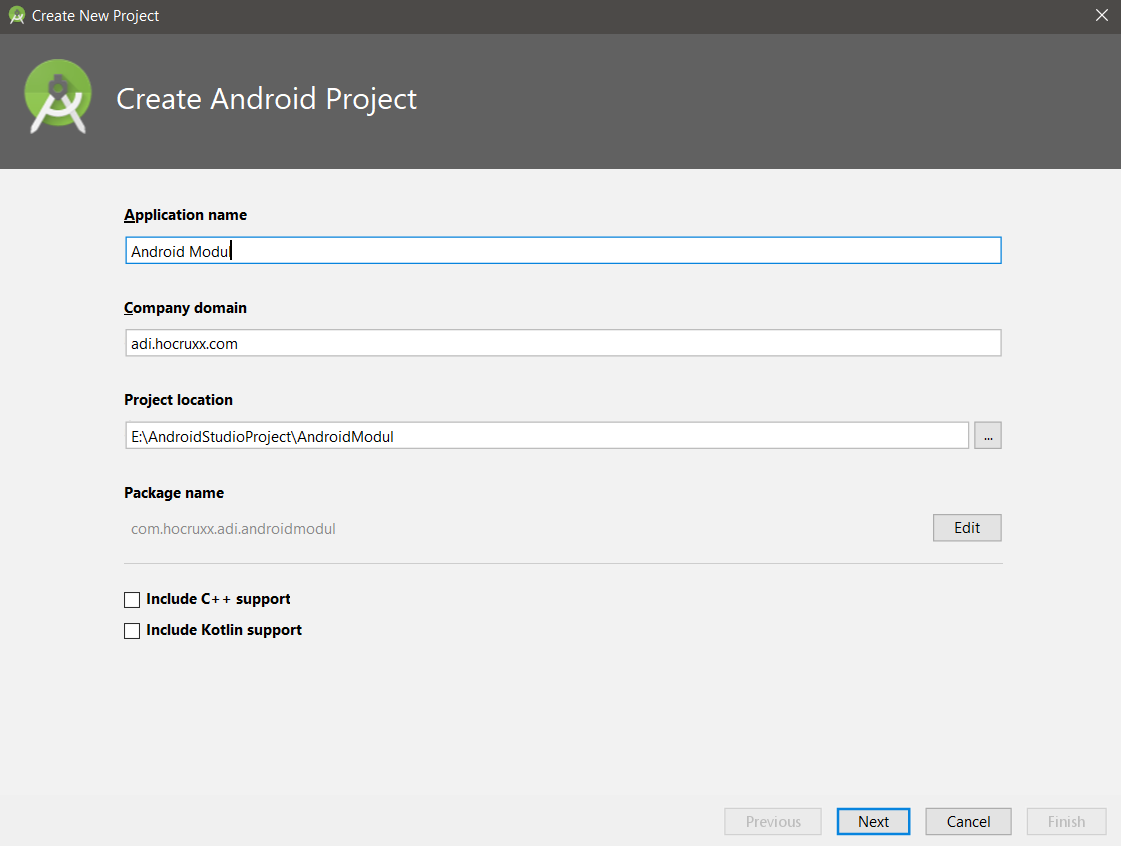 Create New Project
Create Android Project
Application name
Android Modul
Company domain
adi.hocruxx.com
Project location
E:\AndroidStudioProject\AndroidModul
...
Package name
com.hocruxx.adi.androidmodul
Edit
Include C++ support
Include Kotlin support
Previous Next Cancel Finish